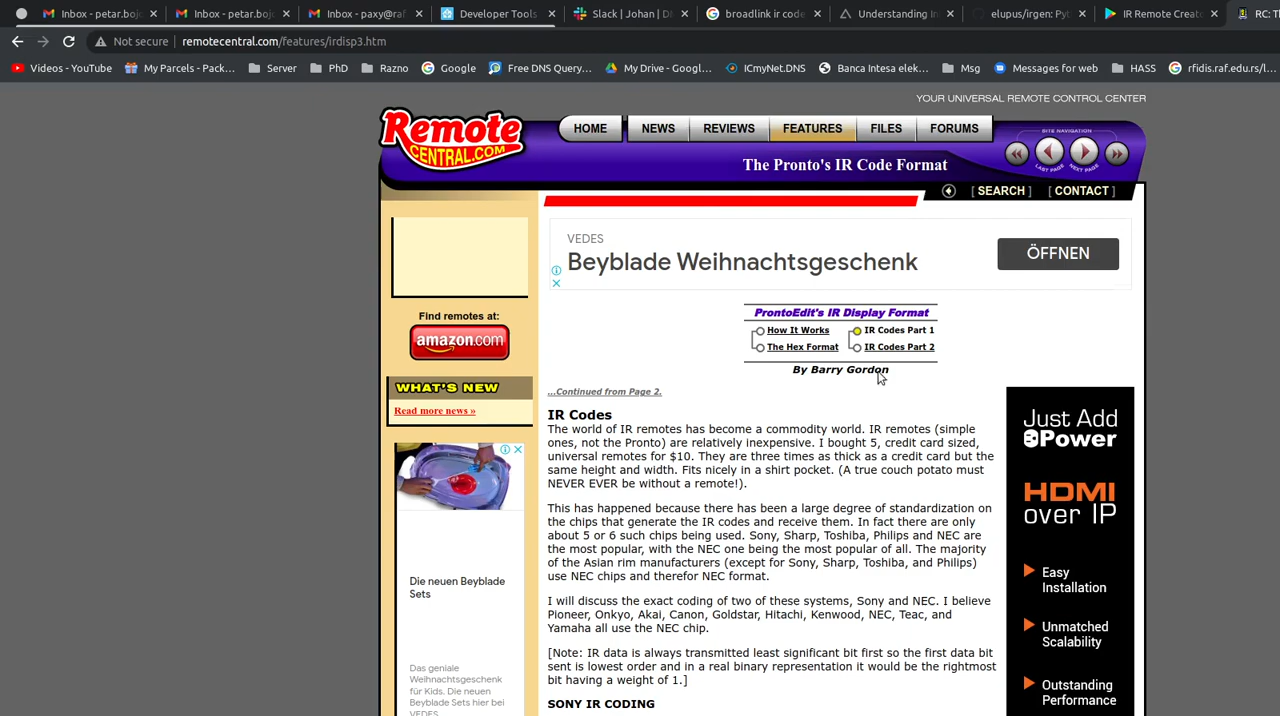 Inbox - petar.boj
Inbox - petar.boj
Inbox - paxy@raf
Developer Tools
Slack | Johan | D
broadlink ir code
Understanding In
elupus/irgen: Pyt
IR Remote Create
RC: Th
Not secure | remotecentral.com/features/irdisp3.htm
Videos - YouTube
My Parcels - Pack...
Server
PhD
Razno
Google
Free DNS Query...
My Drive - Googl...
ICmyNet.DNS
Banca Intesa elek...
Msg
Messages for web
HASS
rfidis.raf.edu.rs/l...
YOUR UNIVERSAL REMOTE CONTROL CENTER
Remote
CENTRAL.COM
HOME
NEWS
REVIEWS
FEATURES
FILES
FORUMS
SITE NAVIGATION
LAST PAGE
NEXT PAGE
The Pronto's IR Code Format
[ SEARCH ] [ CONTACT ]
VEDES
Beyblade Weihnachtsgeschenk
ÖFFNEN
Find remotes at:
amazon.com
WHAT'S NEW
Read more news »
ProntoEdit's IR Display Format
How It Works
IR Codes Part 1
The Hex Format
IR Codes Part 2
By Barry Gordon
...Continued from Page 2.
IR Codes
The world of IR remotes has become a commodity world. IR remotes (simple
ones, not the Pronto) are relatively inexpensive. I bought 5, credit card sized,
universal remotes for $10. They are three times as thick as a credit card but the
same height and width. Fits nicely in a shirt pocket. (A true couch potato must
NEVER EVER be without a remote!).
This has happened because there has been a large degree of standardization on
the chips that generate the IR codes and receive them. In fact there are only
about 5 or 6 such chips being used. Sony, Sharp, Toshiba, Philips and NEC are
the most popular, with the NEC one being the most popular of all. The majority
of the Asian rim manufacturers (except for Sony, Sharp, Toshiba, and Philips)
use NEC chips and therefor NEC format.
I will discuss the exact coding of two of these systems, Sony and NEC. I believe
Pioneer, Onkyo, Akai, Canon, Goldstar, Hitachi, Kenwood, NEC, Teac, and
Yamaha all use the NEC chip.
[Note: IR data is always transmitted least significant bit first so the first data bit
sent is lowest order and in a real binary representation it would be the rightmost
bit having a weight of 1.]
SONY IR CODING
Die neuen Beyblade
Sets
Das geniale
Weihnachtsgeschenk
für Kids. Die neuen
Beyblade Sets hier bei
VEDES
Just Add
Power
HDMI
over IP
Easy
Installation
Unmatched
Scalability
Outstanding
Performance